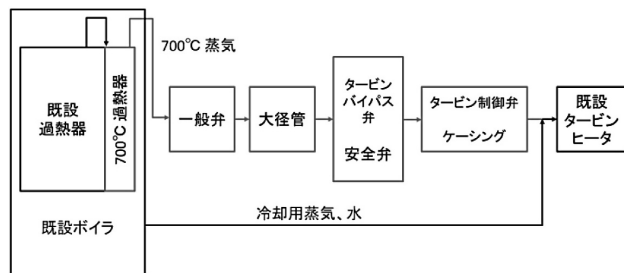 700℃ 蒸気
既設
過熱器
700℃ 過熱器
既設ボイラ
一般弁
大径管
タービン
バイパス
弁
安全弁
タービン制御弁
ケーシング
既設
タービン
ヒータ
冷却用蒸気、水